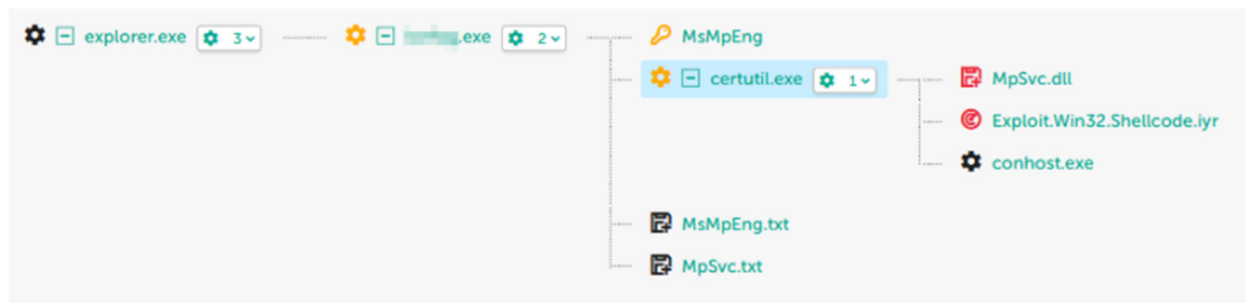 explorer.exe 3 .exe 2 MsMpEng
certutil.exe 1 MpSvc.dll
Exploit.Win32.Shellcode.iyr
conhost.exe
MsMpEng.txt
MpSvc.txt